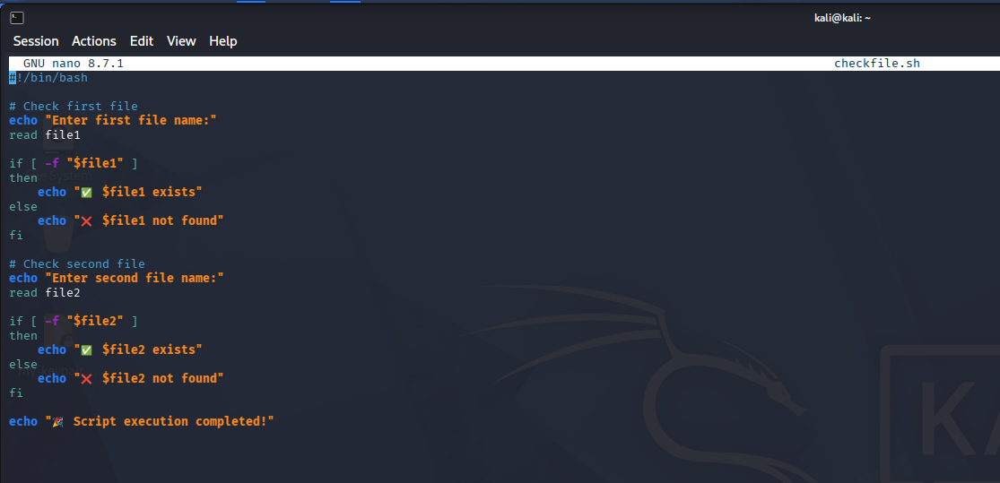 kali@kali: ~
Session Actions Edit View Help
GNU nano 8.7.1 checkfile.sh
#!/bin/bash
# Check first file
echo "Enter first file name:"
read file1
if [ -f "$file1" ]
then
echo "✅ $file1 exists"
else
echo "❌ $file1 not found"
fi
# Check second file
echo "Enter second file name:"
read file2
if [ -f "$file2" ]
then
echo "✅ $file2 exists"
else
echo "❌ $file2 not found"
fi
echo "🎉 Script execution completed!"